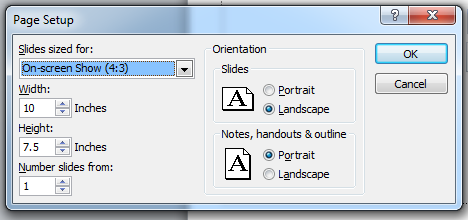 Page Setup
Slides sized for:
On-screen Show (4:3)
Width:
10 Inches
Height:
7.5 Inches
Number slides from:
1
Orientation
Slides
A
Portrait
Landscape
Notes, handouts & outline
A
Portrait
Landscape
OK
Cancel